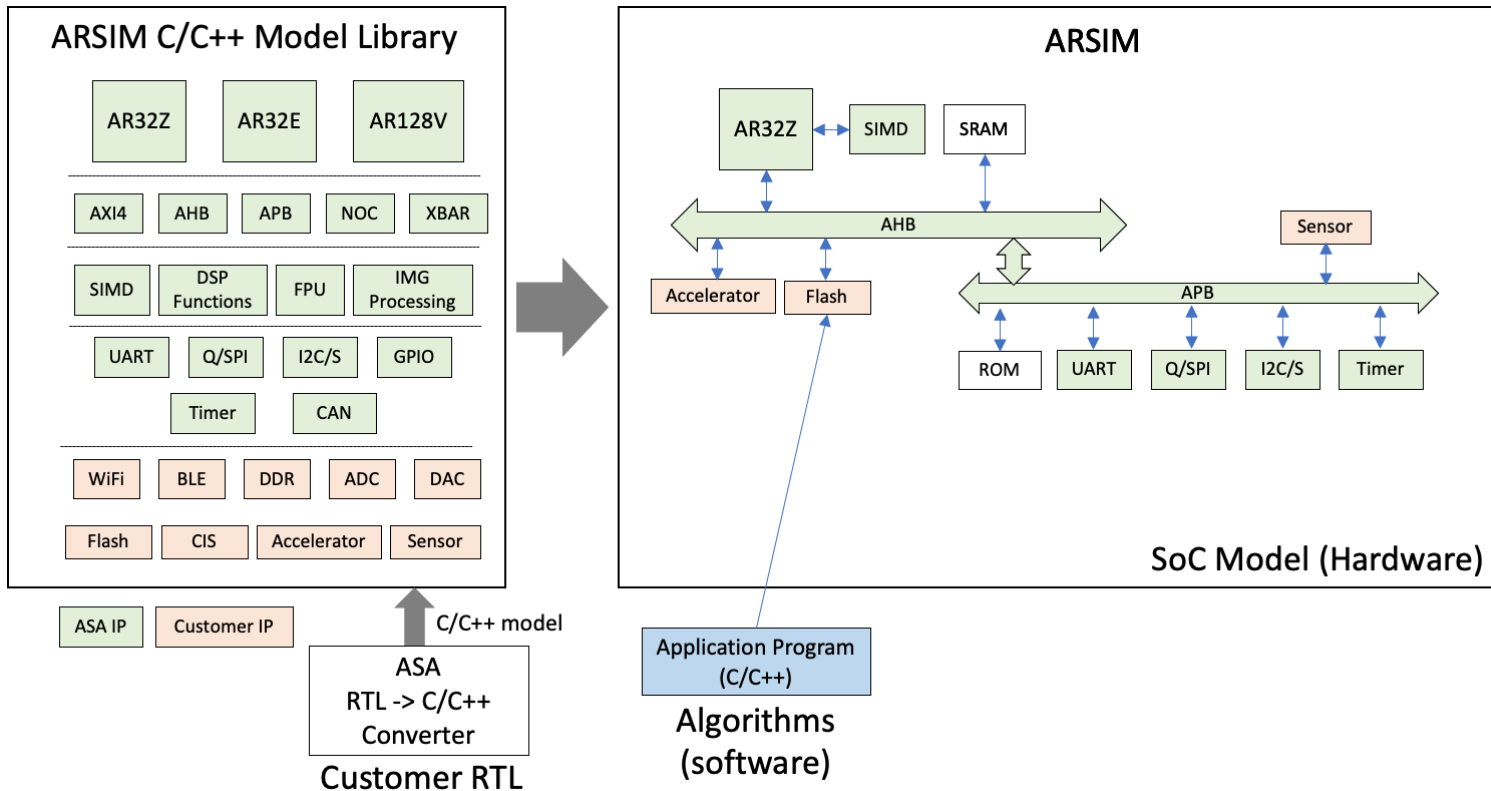 ARSIM C/C++ Model Library
AR32Z
AR32E
AR128V
AXI4
AHB
APB
NOC
XBAR
SIMD
DSP
Functions
FPU
IMG
Processing
UART
Q/SPI
I2C/S
GPIO
Timer
CAN
WiFi
BLE
DDR
ADC
DAC
Flash
CIS
Accelerator
Sensor
ASA IP
Customer IP
C/C++ model
ASA
RTL -> C/C++
Converter
Customer RTL
ARSIM
AR32Z
SIMD
SRAM
AHB
Sensor
Accelerator
Flash
APB
ROM
UART
Q/SPI
I2C/S
Timer
SoC Model (Hardware)
Application Program
(C/C++)
Algorithms
(software)